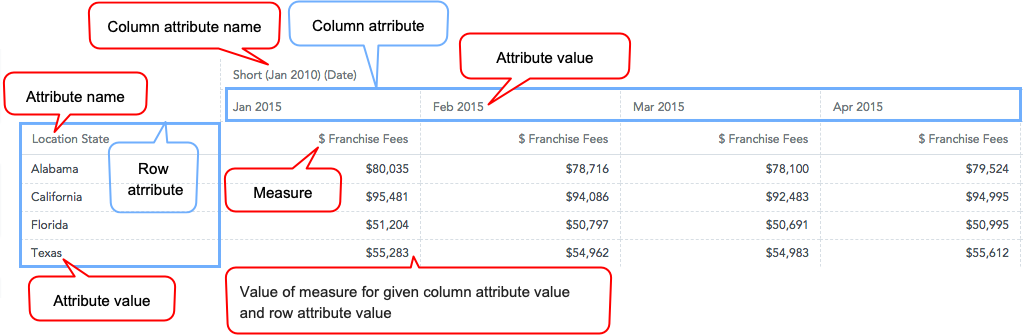 Column attribute name
Column atrribute
Attribute value
Short (Jan 2010) (Date)
Attribute name
Jan 2015 Feb 2015 Mar 2015 Apr 2015
Location State $ Franchise Fees $ Franchise Fees $ Franchise Fees $ Franchise Fees
Alabama $80,035 $78,716 $78,100 $79,524
Row
atrribute
Measure
California $95,481 $94,086 $92,483 $94,995
Florida $51,204 $50,797 $50,691 $50,995
Texas $55,283 $54,962 $54,983 $55,612
Attribute value
Value of measure for given column attribute value
and row attribute value